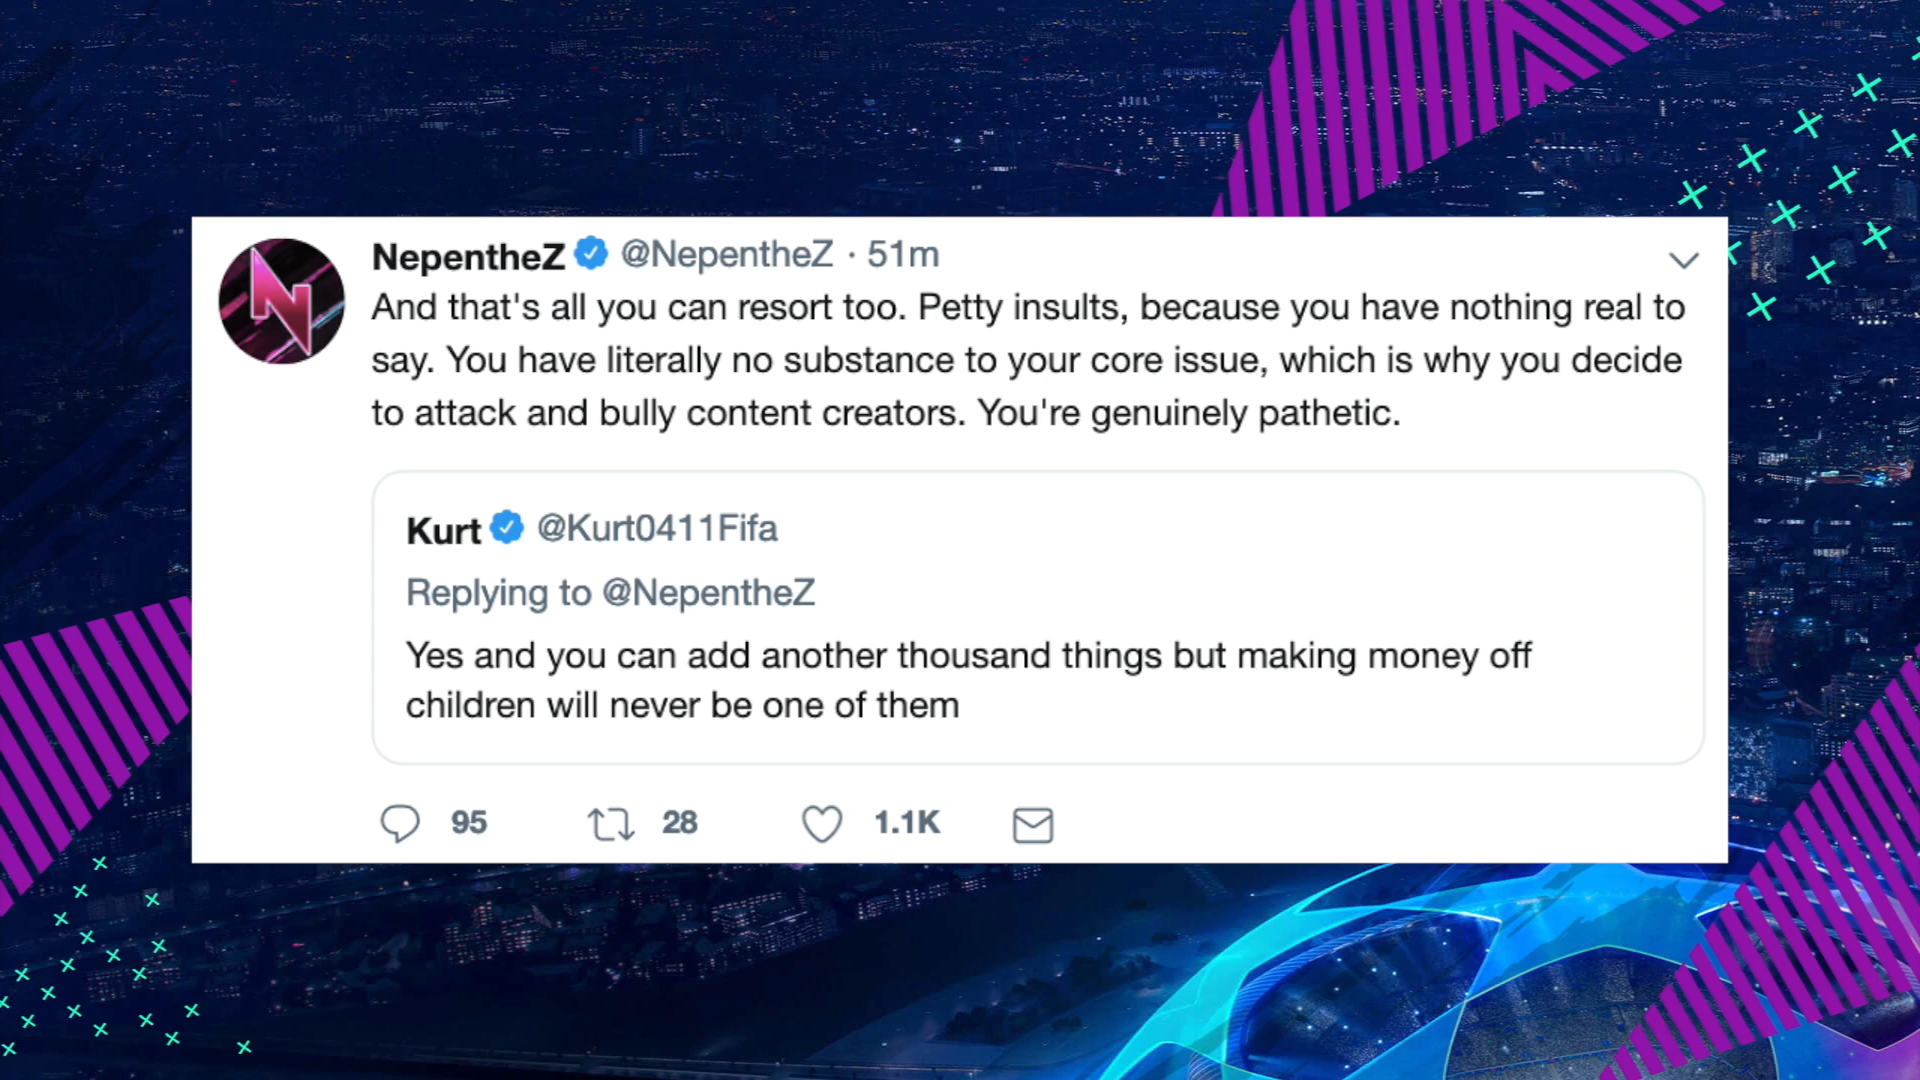 NepentheZ @NepentheZ · 51m
And that's all you can resort too. Petty insults, because you have nothing real to
say. You have literally no substance to your core issue, which is why you decide
to attack and bully content creators. You're genuinely pathetic.
Kurt @Kurt0411Fifa
Replying to @NepentheZ
Yes and you can add another thousand things but making money off
children will never be one of them
95 28 1.1K